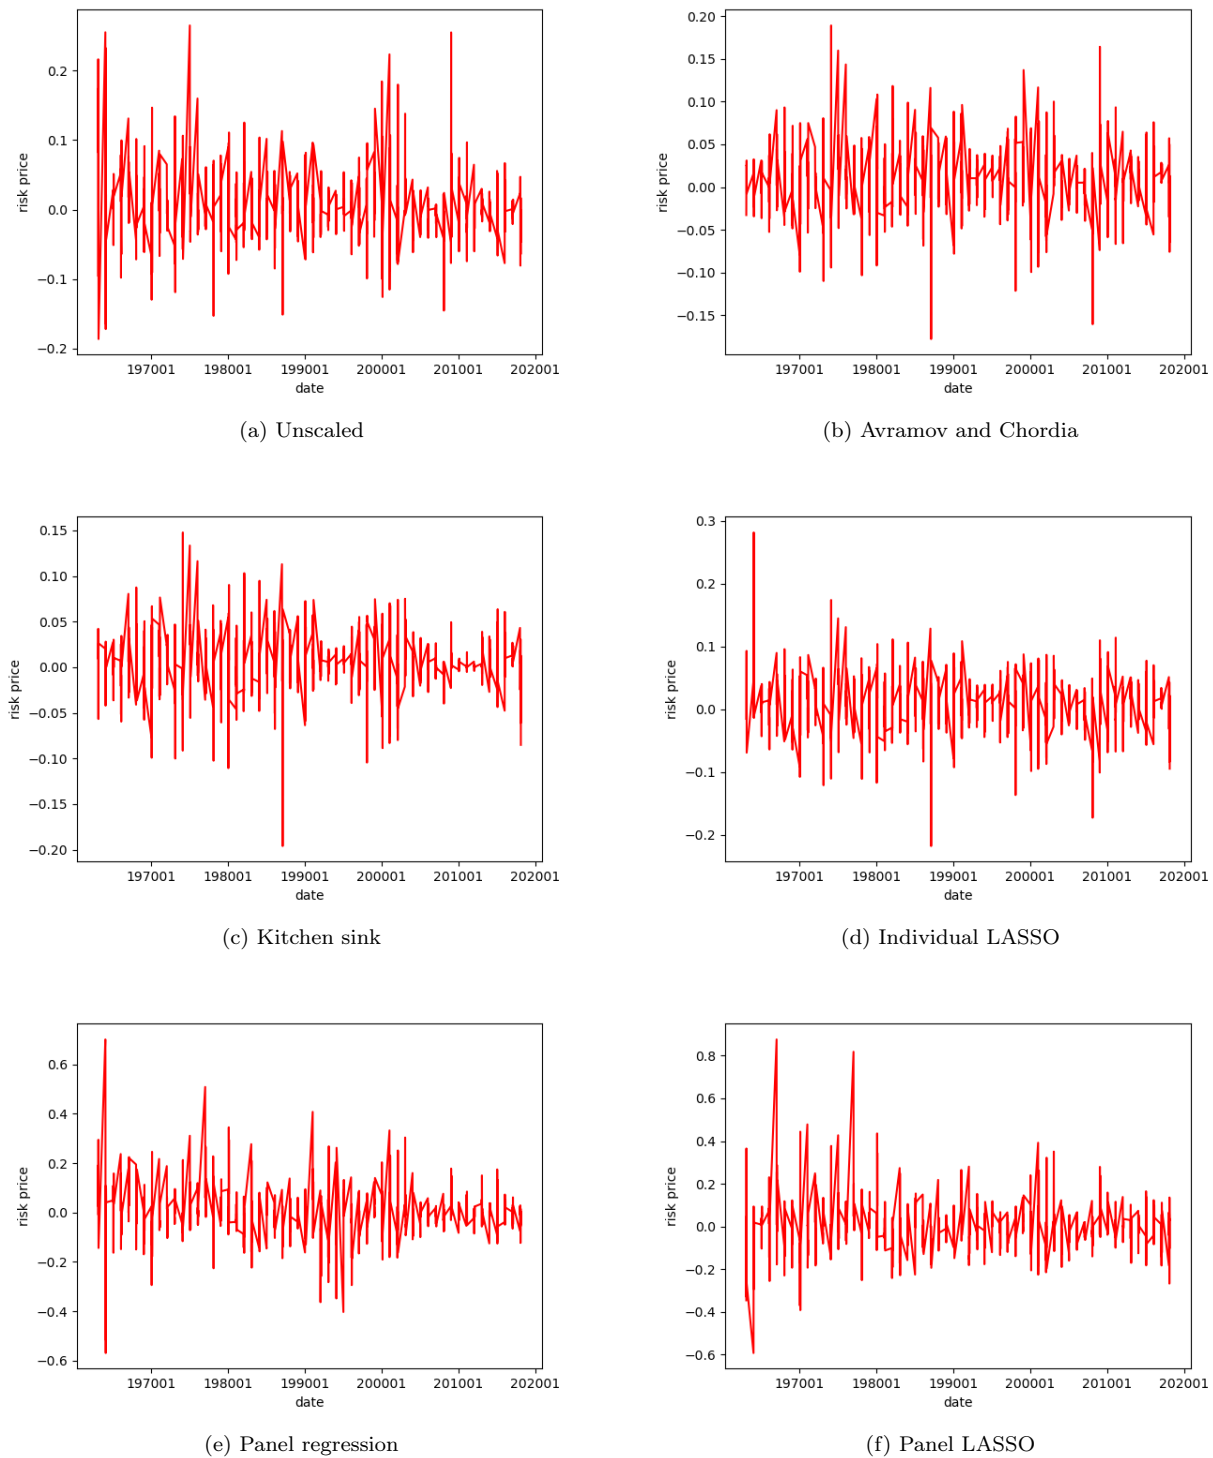 0.2
0.1
0.0
−0.1
−0.2
risk price
197001 198001 199001 200001 201001 202001
date
(a) Unscaled
0.20
0.15
0.10
0.05
0.00
−0.05
−0.10
−0.15
risk price
197001 198001 199001 200001 201001 202001
date
(b) Avramov and Chordia
0.15
0.10
0.05
0.00
−0.05
−0.10
−0.15
−0.20
risk price
197001 198001 199001 200001 201001 202001
date
(c) Kitchen sink
0.3
0.2
0.1
0.0
−0.1
−0.2
risk price
197001 198001 199001 200001 201001 202001
date
(d) Individual LASSO
0.6
0.4
0.2
0.0
−0.2
−0.4
−0.6
risk price
197001 198001 199001 200001 201001 202001
date
(e) Panel regression
0.8
0.6
0.4
0.2
0.0
−0.2
−0.4
−0.6
risk price
197001 198001 199001 200001 201001 202001
date
(f) Panel LASSO